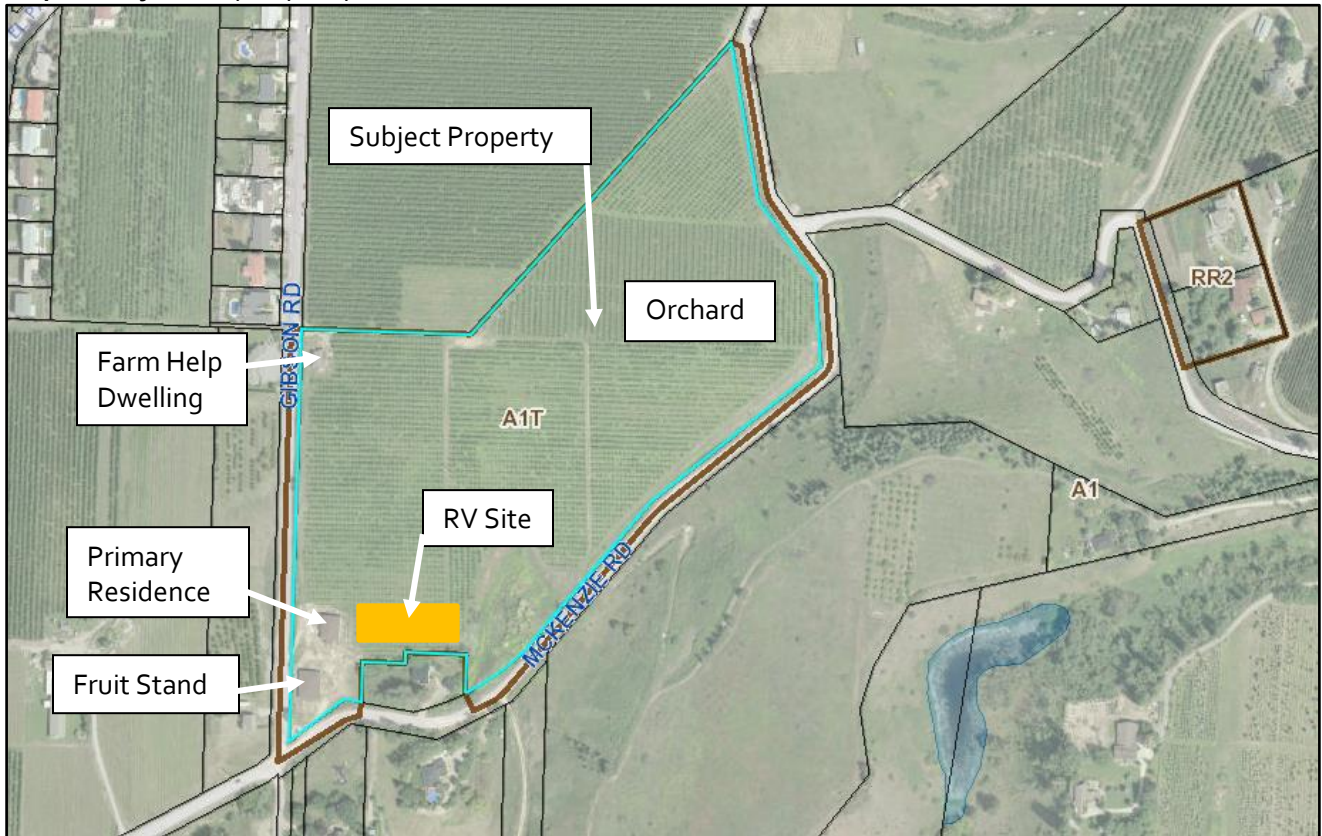 Subject Property
Orchard
RR2
GIBSON RD
Farm Help
Dwelling
A1T
A1
RV Site
Primary
Residence
MCKENZIE RD
Fruit Stand